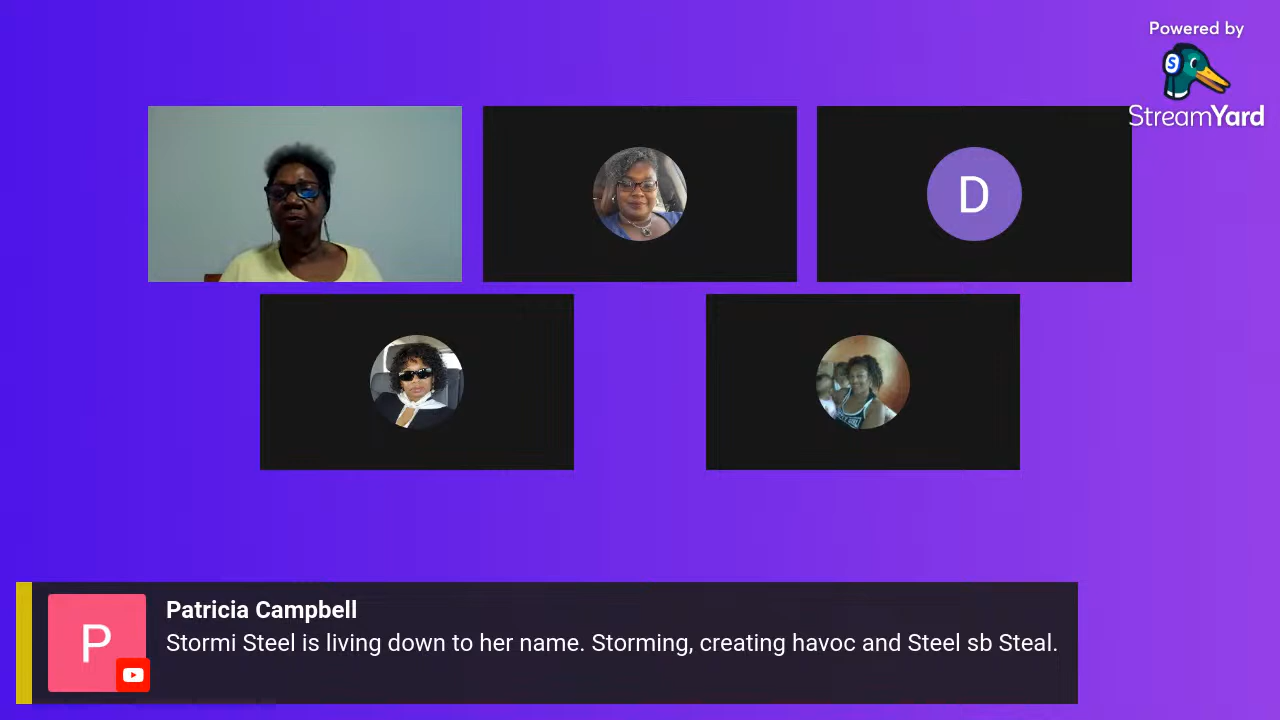 Powered by
S
StreamYard
D
P
Patricia Campbell
Stormi Steel is living down to her name. Storming, creating havoc and Steel sb Steal.